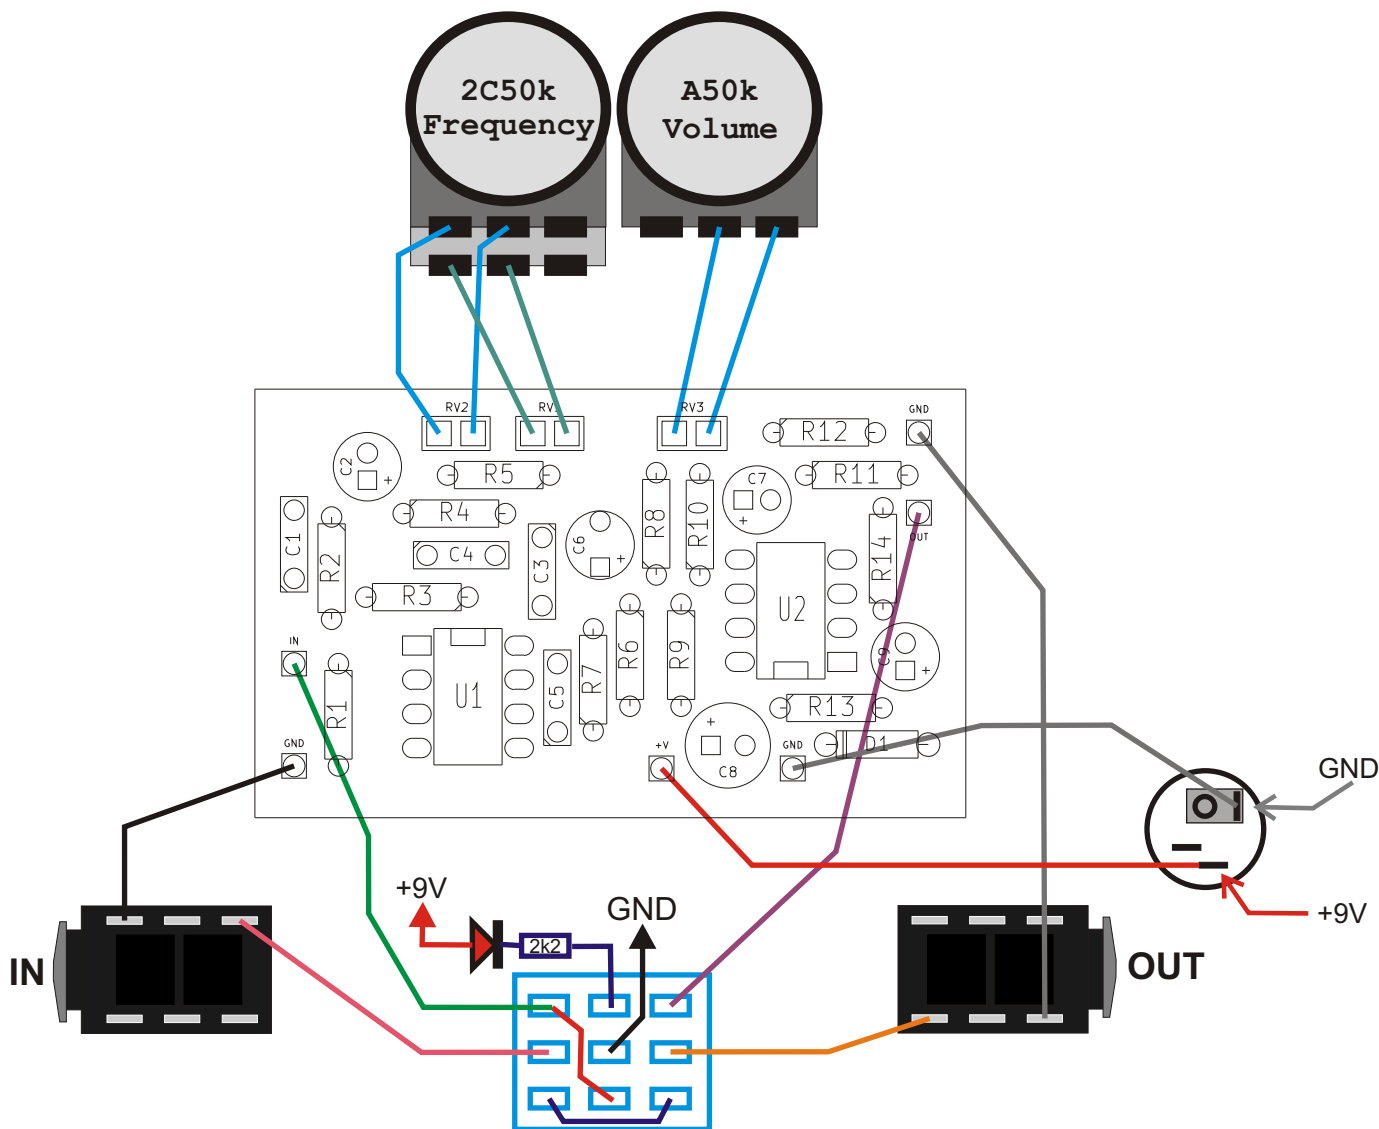 2C50k
Frequency
A50k
Volume
RV2
RV1
RV3
GND
R12
C2
R5
R11
C7
R4
R8
R10
OUT
C1
R2
C4
C3
C6
R14
R3
U2
IN
R6
R9
C9
R1
U1
C5
R7
R13
GND
+V
C8
GND
D1
GND
+9V
+9V
GND
2k2
IN
OUT